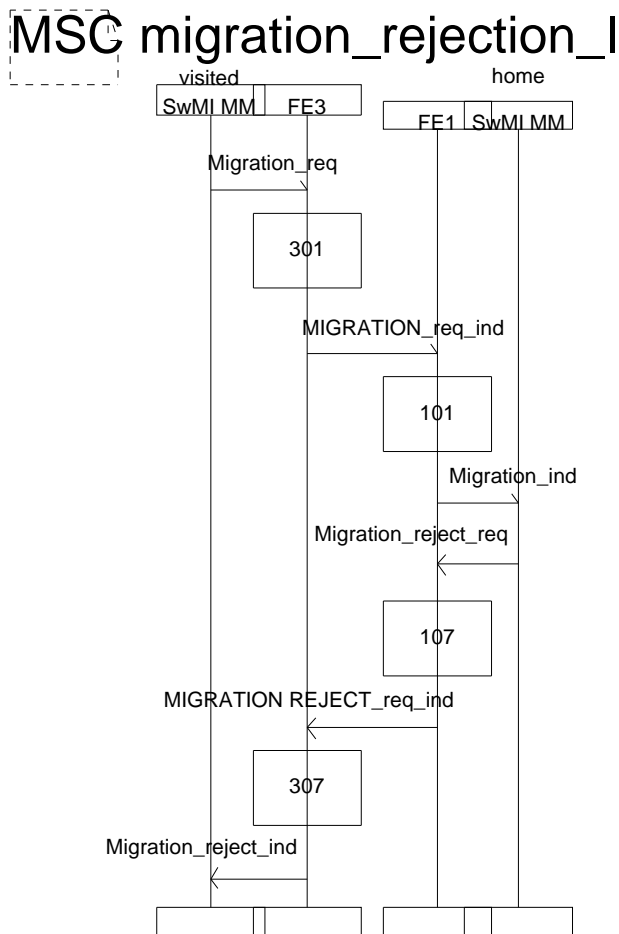 MSC migration_rejection_I
visited
home
SwMI MM
FE3
FE1
SwMI MM
Migration_req
301
MIGRATION_req_ind
101
Migration_ind
Migration_reject_req
107
MIGRATION REJECT_req_ind
307
Migration_reject_ind